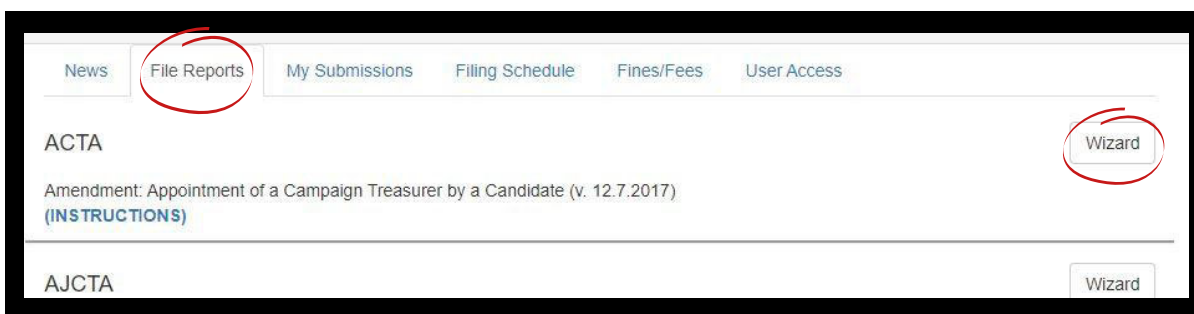 News File Reports My Submissions Filing Schedule Fines/Fees User Access
ACTA Wizard
Amendment: Appointment of a Campaign Treasurer by a Candidate (v. 12.7.2017)
(INSTRUCTIONS)
AJCTA Wizard